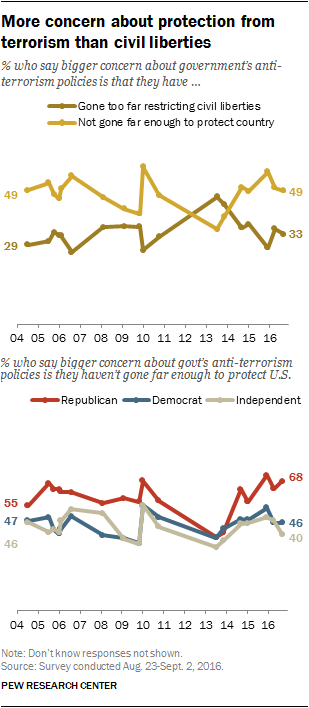 More concern about protection from
terrorism than civil liberties
% who say bigger concern about government's anti-
terrorism policies is that they have ...
Gone too far restricting civil liberties
Not gone far enough to protect country
49
49
29
33
04 05 06 07 08 09 10 11 12 13 14 15 16
% who say bigger concern about govt's anti-terrorism
policies is they haven't gone far enough to protect U.S.
Republican Democrat Independent
68
55
47
46
46
40
04 05 06 07 08 09 10 11 12 13 14 15 16
Note: Don't know responses not shown.
Source: Survey conducted Aug. 23-Sept. 2, 2016.
PEW RESEARCH CENTER